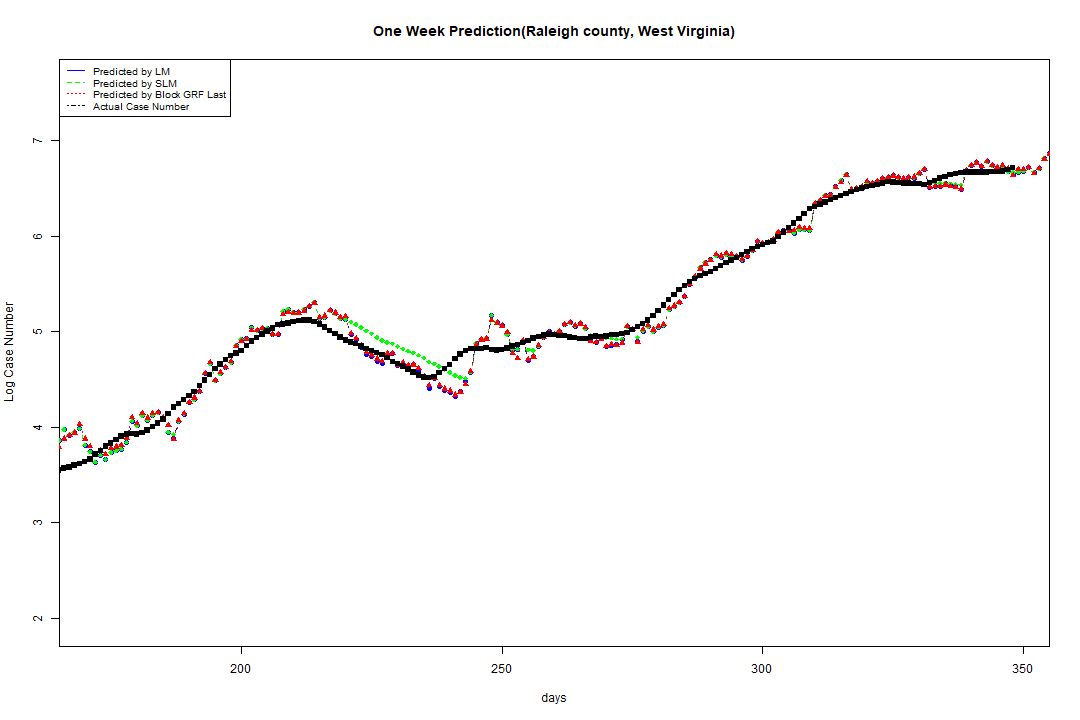 One Week Prediction(Raleigh county, West Virginia)
Predicted by LM
Predicted by SLM
Predicted by Block GRF Last
Actual Case Number
7
6
5
4
3
2
Log Case Number
200 250 300 350
days